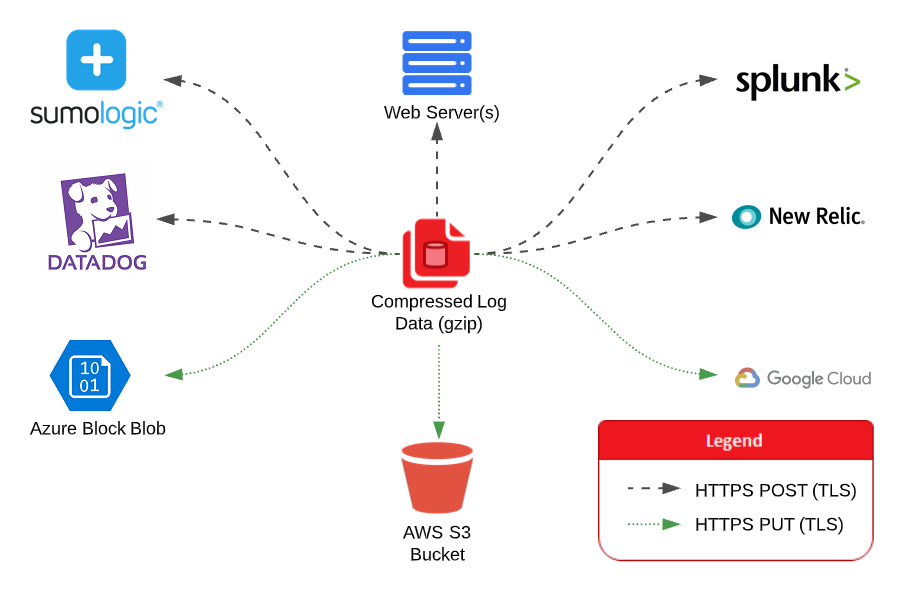 sumologic®
Web Server(s)
splunk>
DATADOG
New Relic®
Compressed Log
Data (gzip)
10
01
Azure Block Blob
Google Cloud
AWS S3
Bucket
Legend
HTTPS POST (TLS)
HTTPS PUT (TLS)